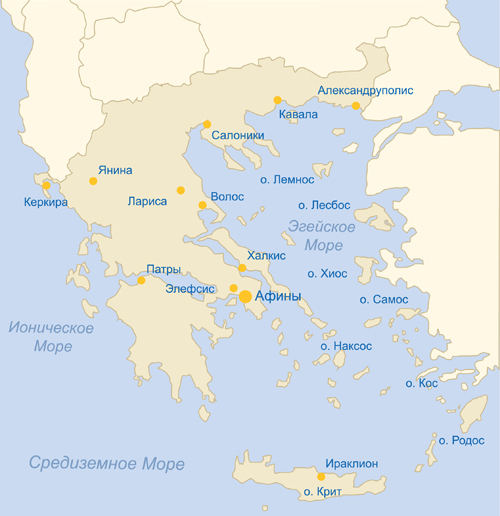 Александруполис
Кавала
Салоники
Янина
о. Лемнос
Керкира
Лариса
Волос
о. Лесбос
Эгейское
Море
Халкис
Патры
о. Хиос
Элефсис
Афины
о. Самос
Ионическое
Море
о. Наксос
о. Кос
о. Родос
Средиземное Море
Ираклион
о. Крит